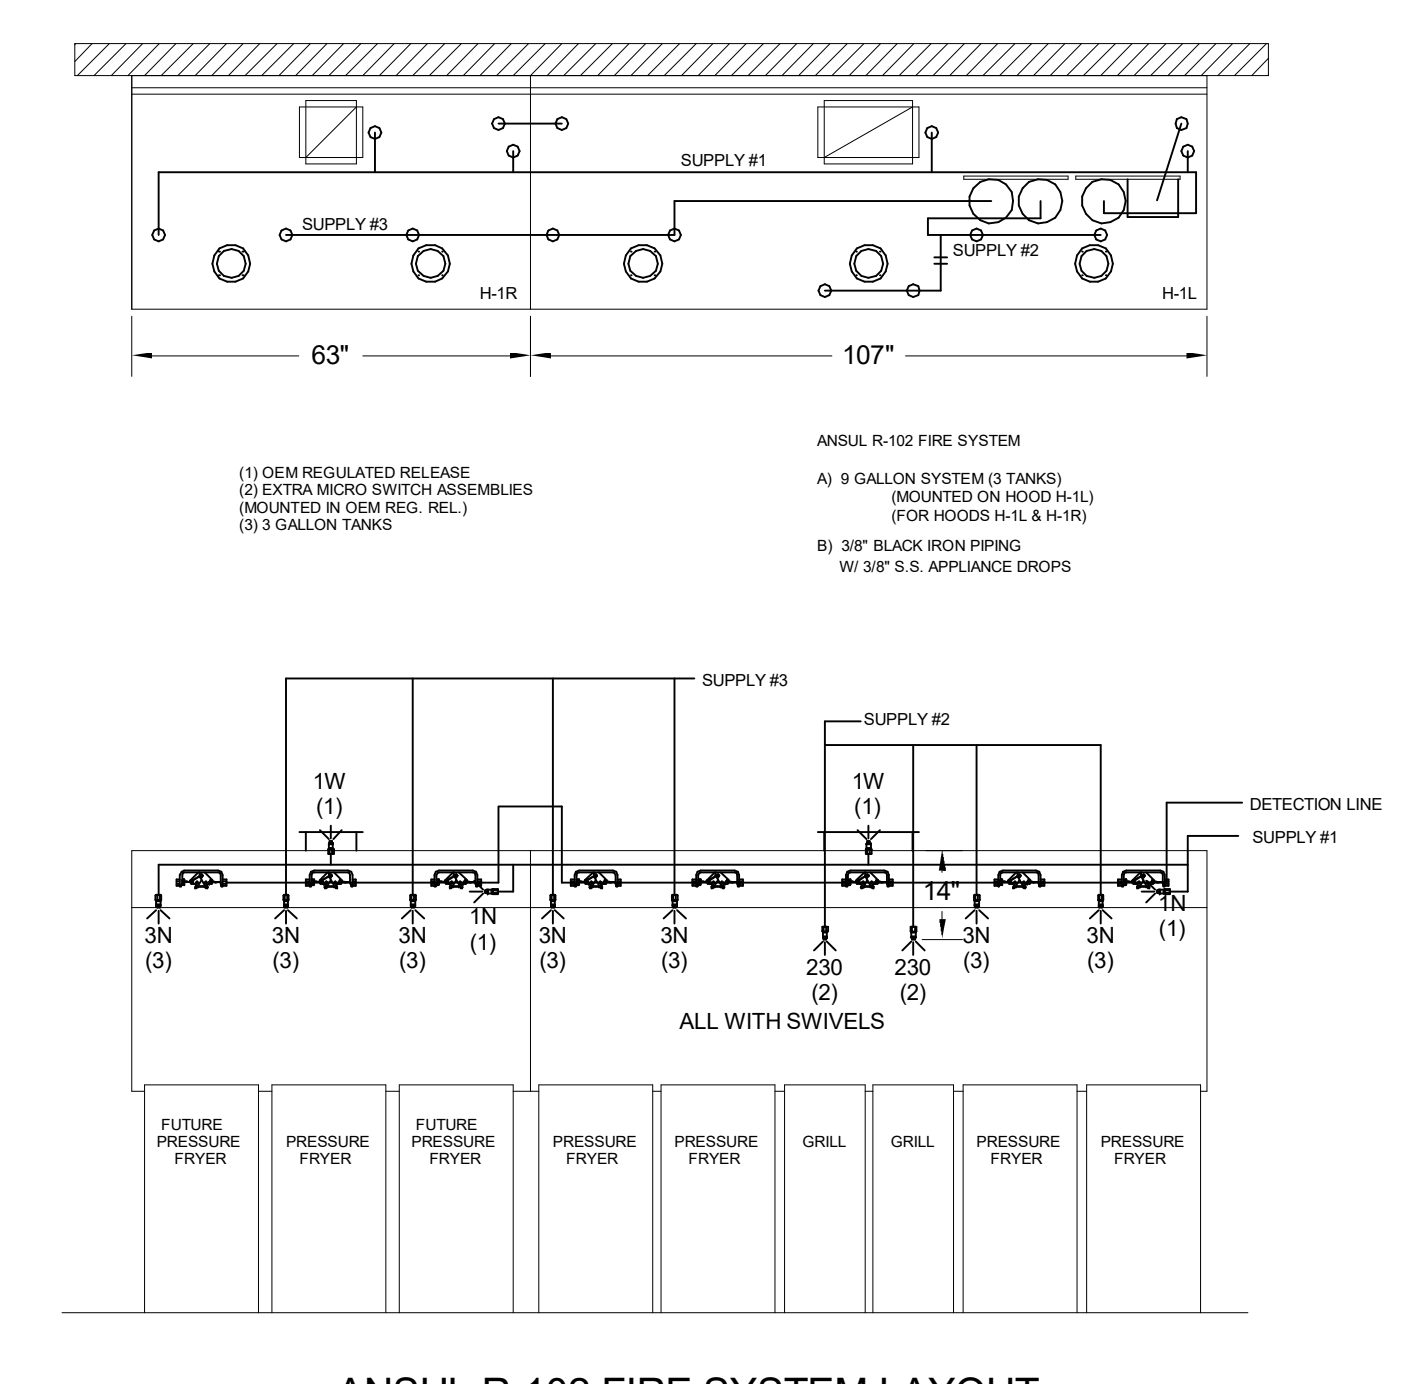 SUPPLY #1
SUPPLY #3
SUPPLY #2
H-1R
H-1L
63"
107"
(1) OEM REGULATED RELEASE
(2) EXTRA MICRO SWITCH ASSEMBLIES
(MOUNTED IN OEM REG. REL.)
(3) 3 GALLON TANKS
ANSUL R-102 FIRE SYSTEM
A) 9 GALLON SYSTEM (3 TANKS)
(MOUNTED ON HOOD H-1L)
(FOR HOODS H-1L & H-1R)
B) 3/8" BLACK IRON PIPING
W/ 3/8" S.S. APPLIANCE DROPS
SUPPLY #3
SUPPLY #2
1W
(1)
1W
(1)
DETECTION LINE
SUPPLY #1
14"
3N
(3)
3N
(3)
3N
(3)
1N
(1)
3N
(3)
3N
(3)
230
(2)
230
(2)
3N
(3)
3N
(3)
1N
(1)
ALL WITH SWIVELS
FUTURE
PRESSURE
FRYER
PRESSURE
FRYER
FUTURE
PRESSURE
FRYER
PRESSURE
FRYER
PRESSURE
FRYER
GRILL
GRILL
PRESSURE
FRYER
PRESSURE
FRYER
ANSUL R-102 FIRE SYSTEM LAYOUT